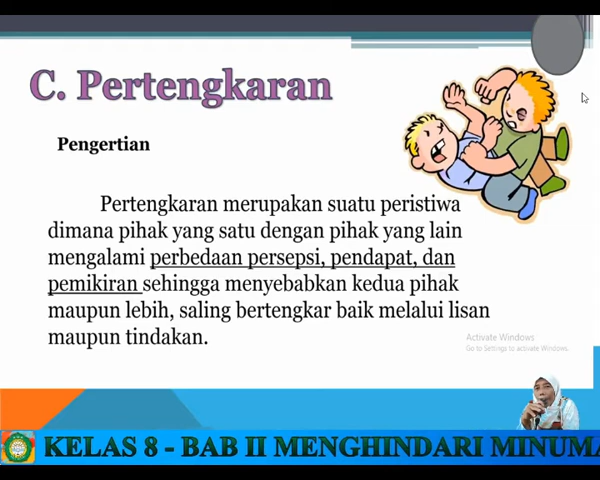 C. Pertengkaran
Pengertian
Pertengkaran merupakan suatu peristiwa
dimana pihak yang satu dengan pihak yang lain
mengalami perbedaan persepsi, pendapat, dan
pemikiran sehingga menyebabkan kedua pihak
maupun lebih, saling bertengkar baik melalui lisan
maupun tindakan.
Activate Windows
Go to Settings to activate Windows.
KELAS 8 - BAB II MENGHINDARI MINUMA